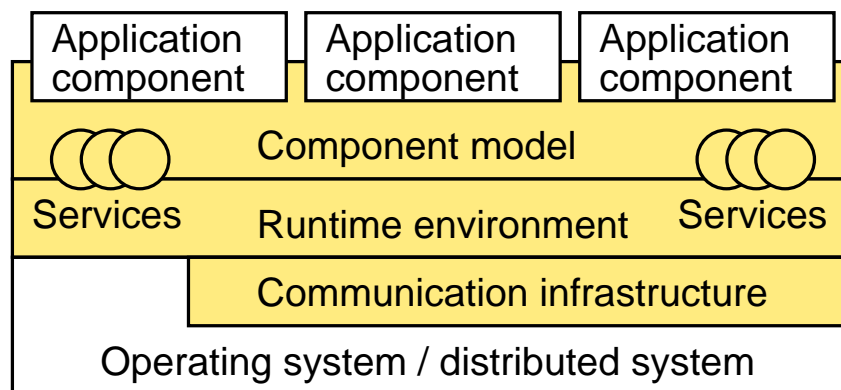 Application
component
Application
component
Application
component
Component model
Services
Runtime environment
Services
Communication infrastructure
Operating system / distributed system